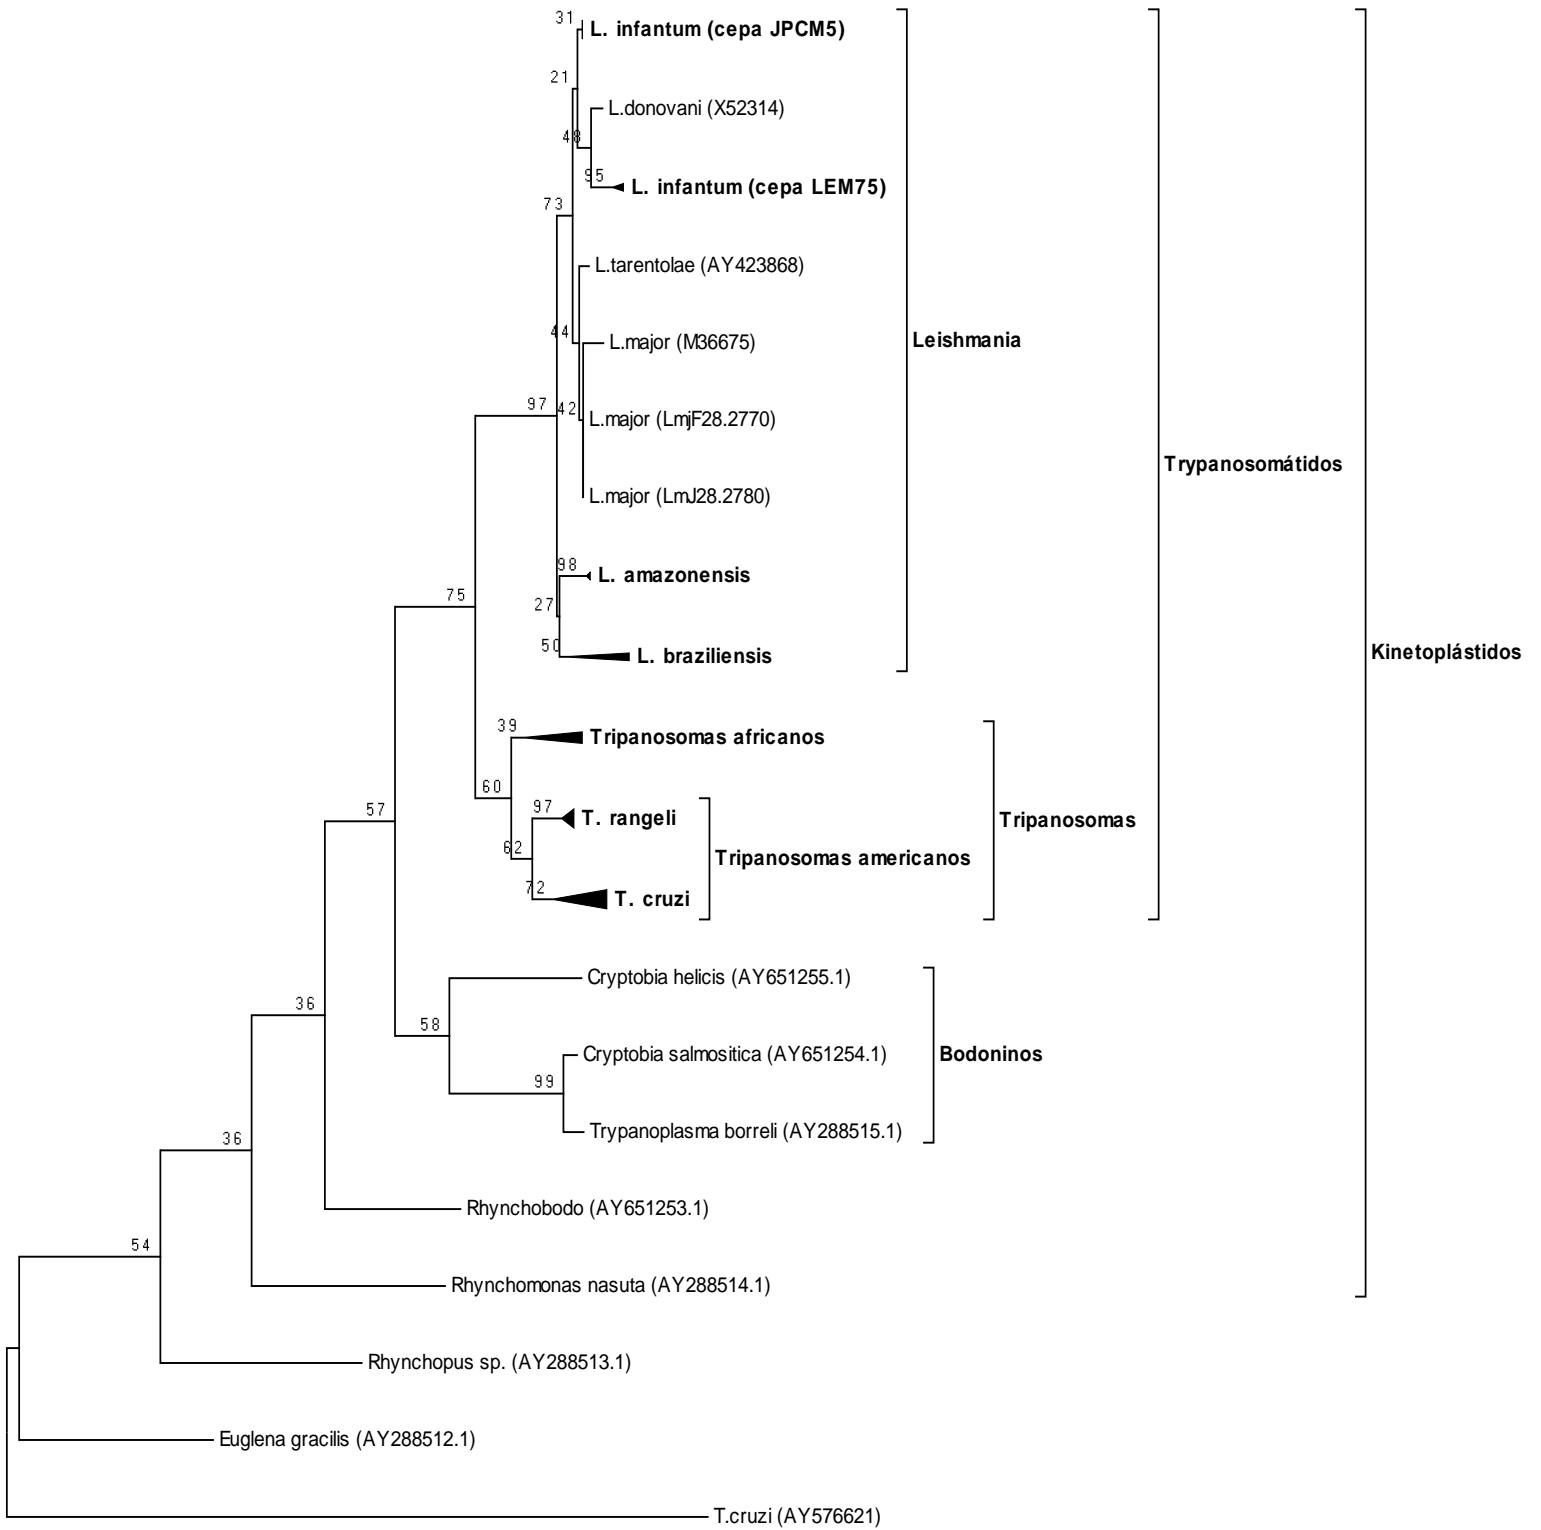 31
L. infantum (cepa JPCM5)
21
L.donovani (X52314)
48
95
L. infantum (cepa LEM75)
73
L.tarentolae (AY423868)
44
L.major (M36675)
Leishmania
97
42
L.major (LmjF28.2770)
Trypanosomátidos
L.major (LmJ28.2780)
98
L. amazonensis
75
27
50
L. braziliensis
Kinetoplástidos
39
Tripanosomas africanos
60
57
97
T. rangeli
Tripanosomas
62
Tripanosomas americanos
72
T. cruzi
Cryptobia helicis (AY651255.1)
36
58
Cryptobia salmositica (AY651254.1)
Bodoninos
99
Trypanoplasma borreli (AY288515.1)
36
Rhynchobodo (AY651253.1)
54
Rhynchomonas nasuta (AY288514.1)
Rhynchopus sp. (AY288513.1)
Euglena gracilis (AY288512.1)
T.cruzi (AY576621)